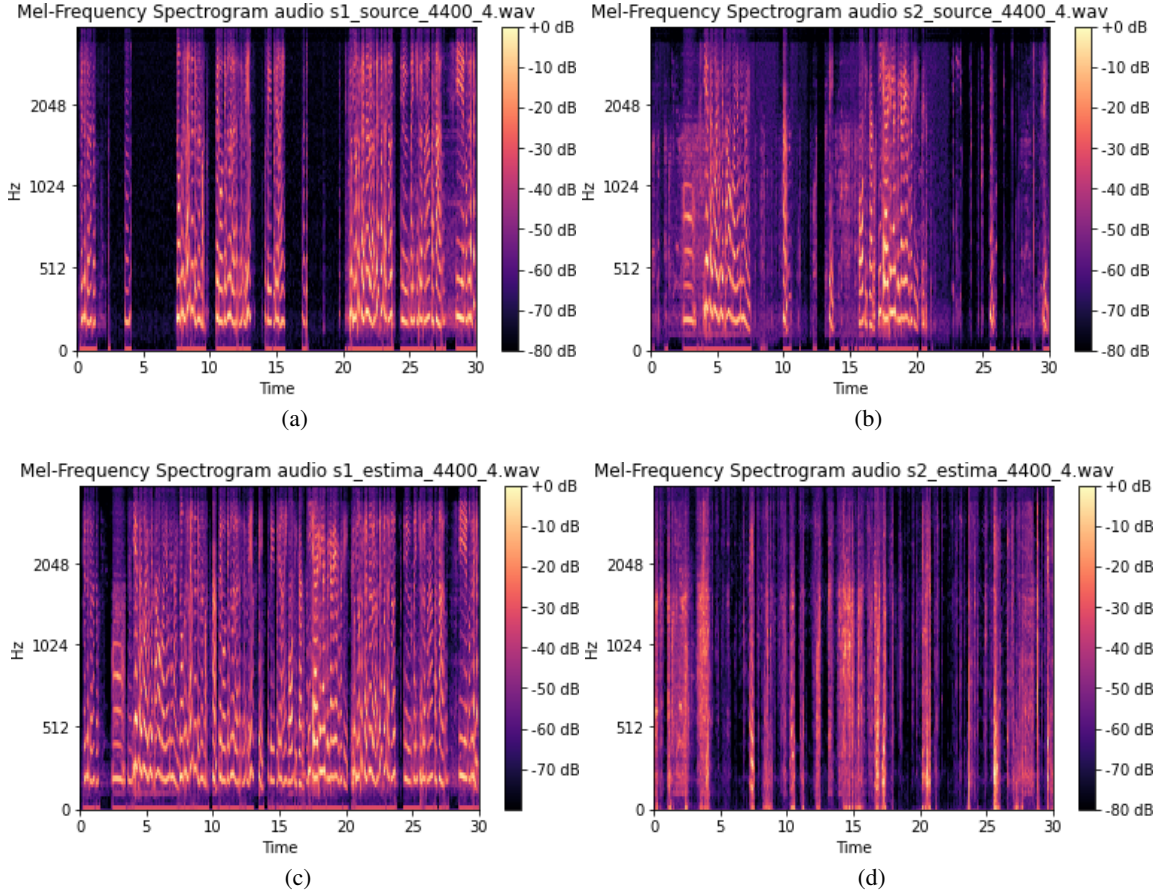 Mel-Frequency Spectrogram audio s1_source_4400_4.wav
+0 dB
-10 dB
-20 dB
-30 dB
-40 dB
-50 dB
-60 dB
-70 dB
-80 dB
2048
1024
512
0
Hz
0 5 10 15 20 25 30
Time
(a)
Mel-Frequency Spectrogram audio s2_source_4400_4.wav
+0 dB
-10 dB
-20 dB
-30 dB
-40 dB
-50 dB
-60 dB
-70 dB
-80 dB
2048
1024
512
0
Hz
0 5 10 15 20 25 30
Time
(b)
Mel-Frequency Spectrogram audio s1_estima_4400_4.wav
+0 dB
-10 dB
-20 dB
-30 dB
-40 dB
-50 dB
-60 dB
-70 dB
2048
1024
512
0
Hz
0 5 10 15 20 25 30
Time
(c)
Mel-Frequency Spectrogram audio s2_estima_4400_4.wav
+0 dB
-10 dB
-20 dB
-30 dB
-40 dB
-50 dB
-60 dB
-70 dB
-80 dB
2048
1024
512
0
Hz
0 5 10 15 20 25 30
Time
(d)